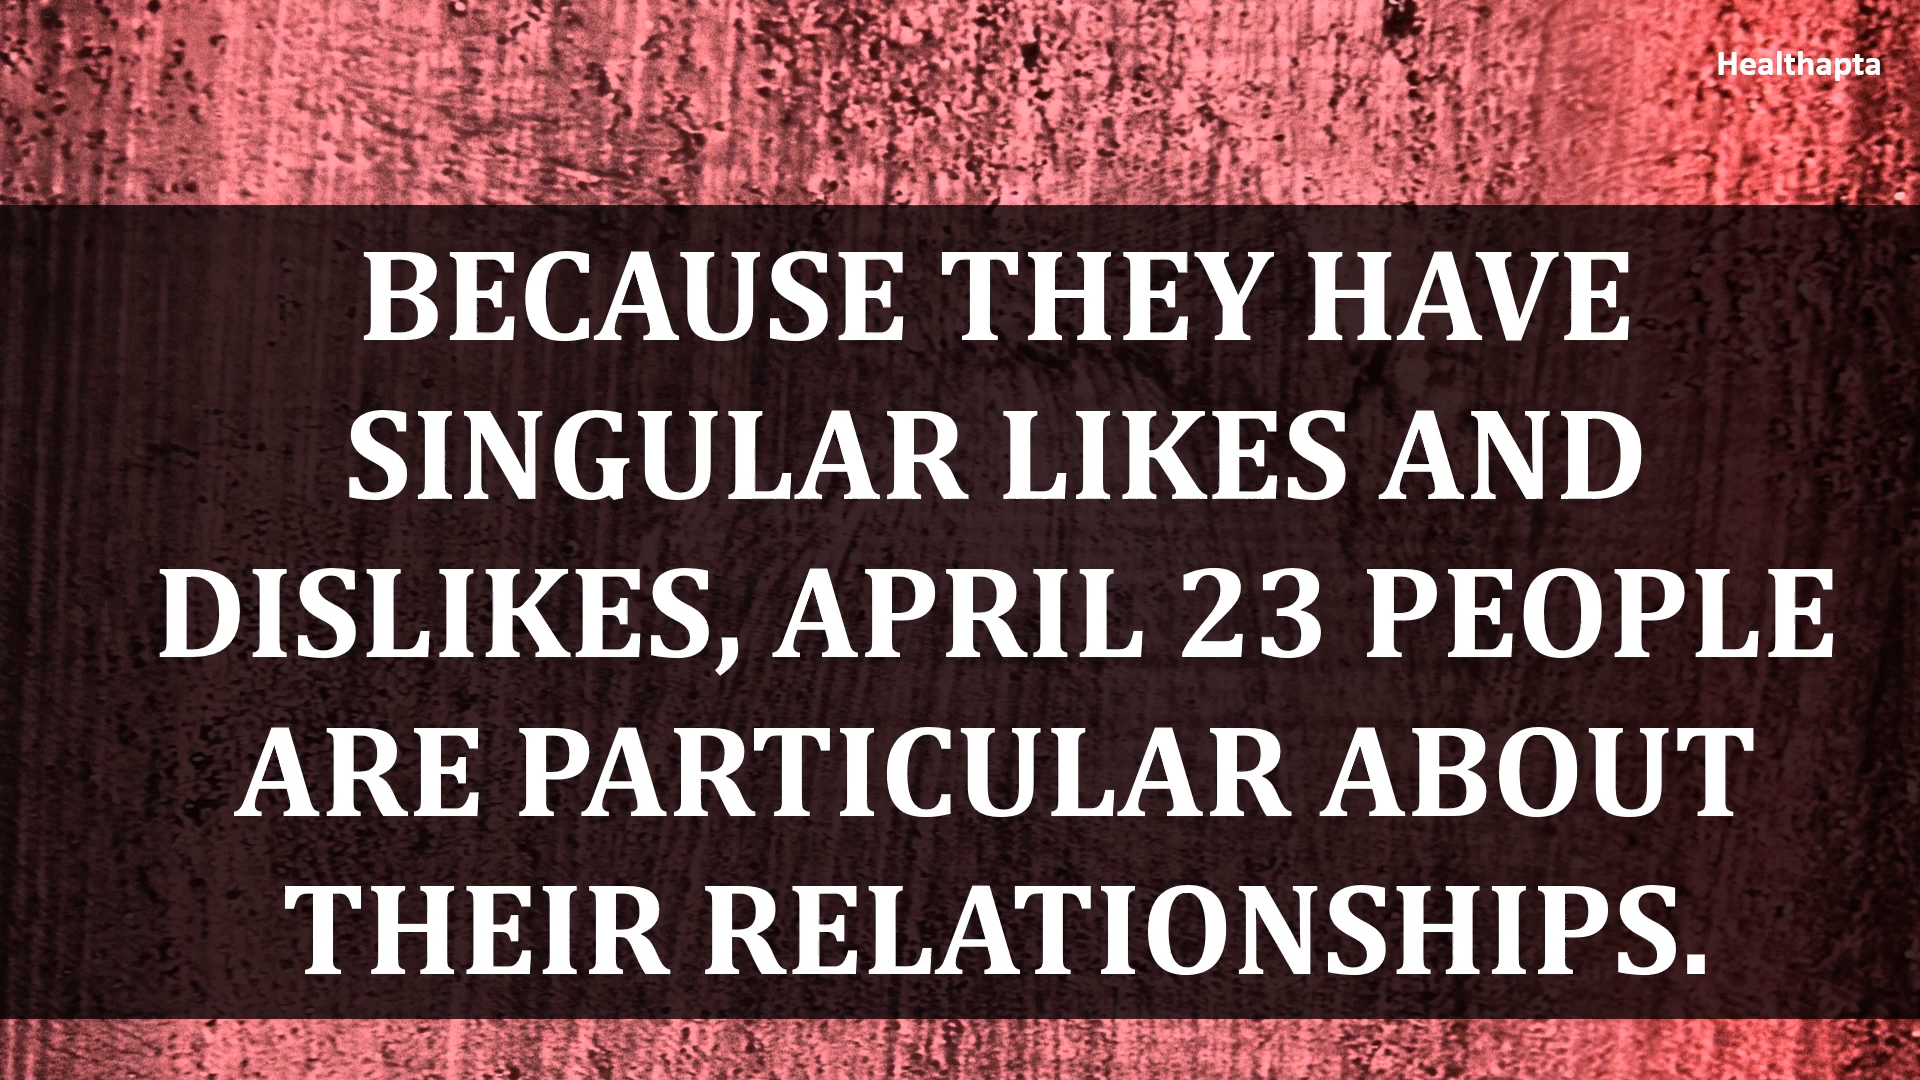 Healthapta
BECAUSE THEY HAVE
SINGULAR LIKES AND
DISLIKES, APRIL 23 PEOPLE
ARE PARTICULAR ABOUT
THEIR RELATIONSHIPS.